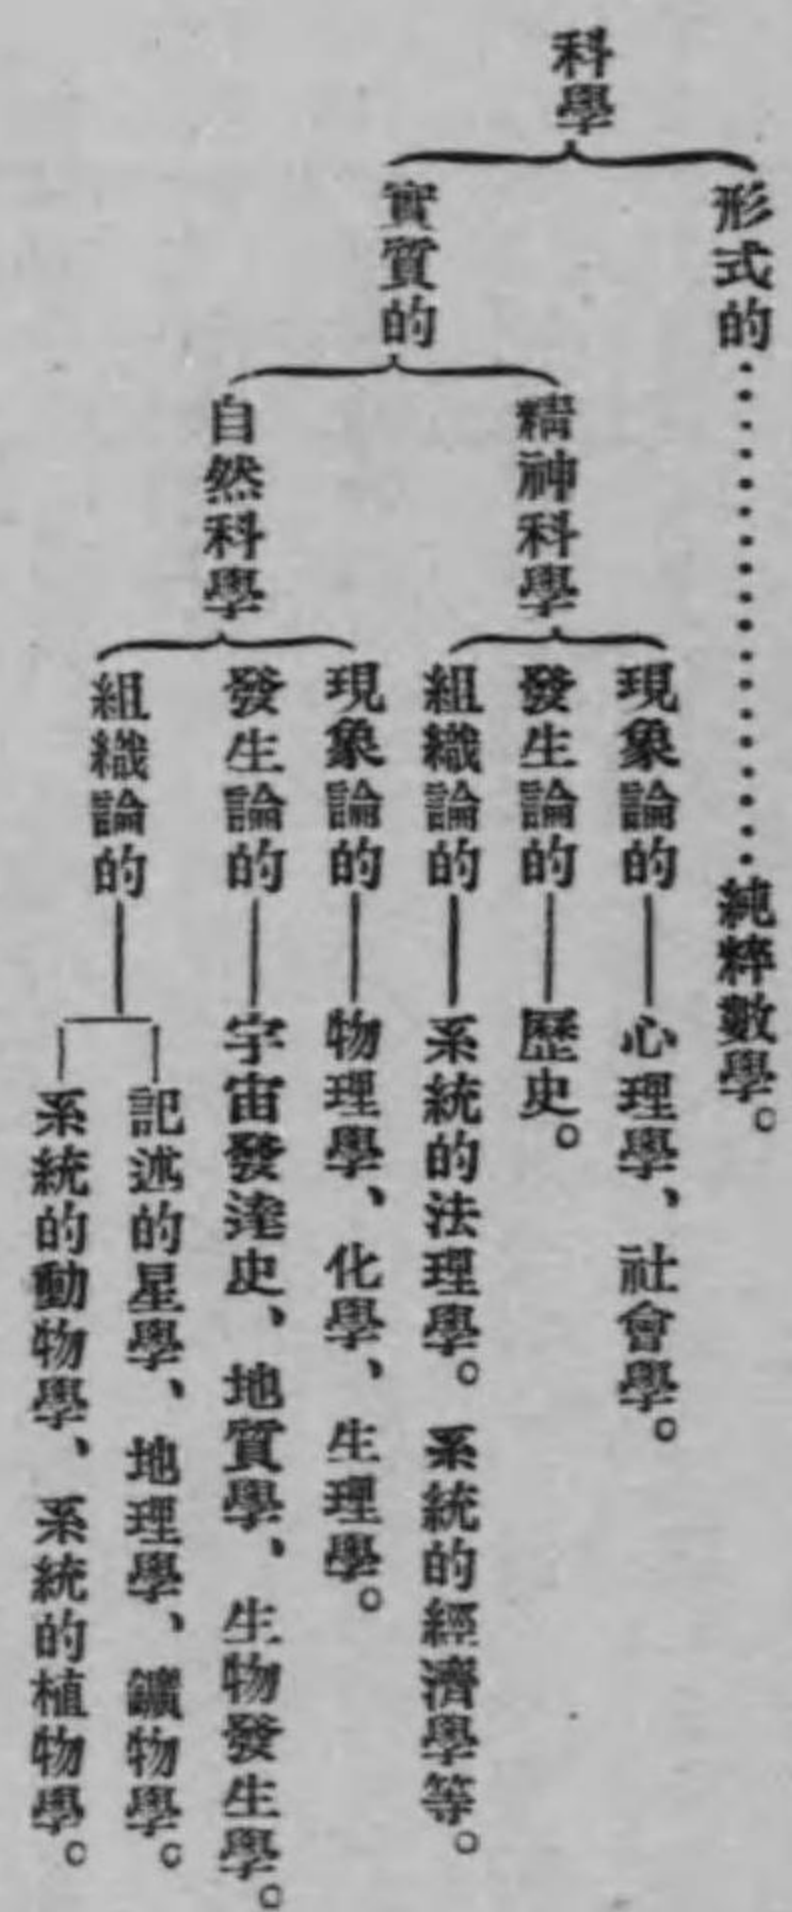 科學
形式的……純粹數學。
實質的
精神科學
現象論的——心理學、社會學。
發生論的——歷史。
組織論的——系統的法理學。系統的經濟學等。
自然科學
現象論的——物理學、化學、生理學。
發生論的——宇宙發達史、地質學、生物發生學。
組織論的——
記述的星學、地理學、鑛物學。
系統的動物學、系統的植物學。